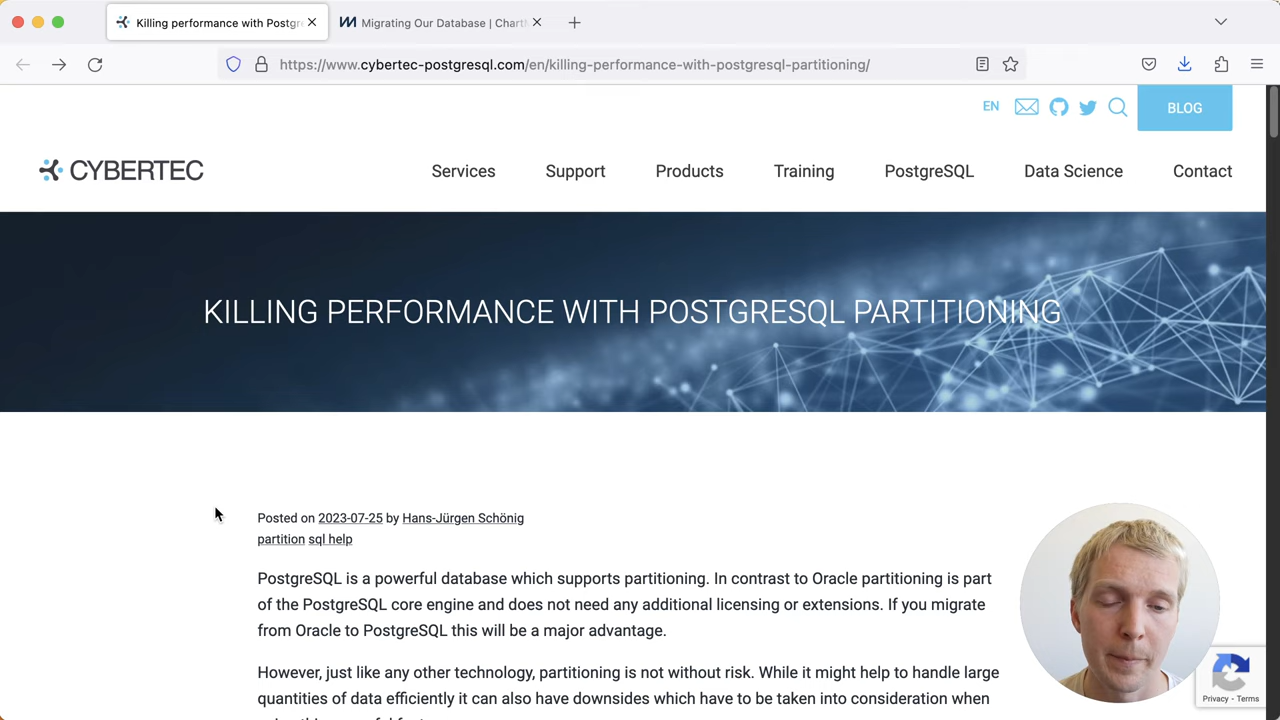 Killing performance with Postgre
Migrating Our Database | Chart
https://www.cybertec-postgresql.com/en/killing-performance-with-postgresql-partitioning/
EN
BLOG
CYBERTEC
Services
Support
Products
Training
PostgreSQL
Data Science
Contact
KILLING PERFORMANCE WITH POSTGRESQL PARTITIONING
Posted on 2023-07-25 by Hans-Jürgen Schönig
partition sql help
PostgreSQL is a powerful database which supports partitioning. In contrast to Oracle partitioning is part
of the PostgreSQL core engine and does not need any additional licensing or extensions. If you migrate
from Oracle to PostgreSQL this will be a major advantage.
However, just like any other technology, partitioning is not without risk. While it might help to handle large
quantities of data efficiently it can also have downsides which have to be taken into consideration when
Privacy - Terms